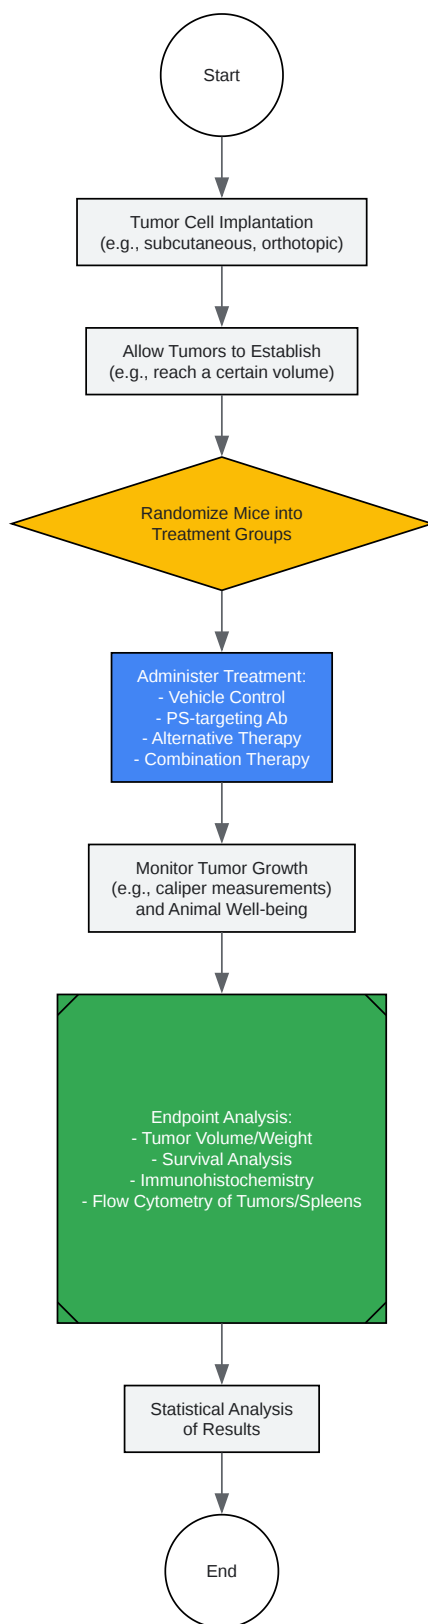 Start
Tumor Cell Implantation
(e.g., subcutaneous, orthotopic)
Allow Tumors to Establish
(e.g., reach a certain volume)
Randomize Mice into
Treatment Groups
Administer Treatment:
- Vehicle Control
- PS-targeting Ab
- Alternative Therapy
- Combination Therapy
Monitor Tumor Growth
(e.g., caliper measurements)
and Animal Well-being
Endpoint Analysis:
- Tumor Volume/Weight
- Survival Analysis
- Immunohistochemistry
- Flow Cytometry of Tumors/Spleens
Statistical Analysis
of Results
End